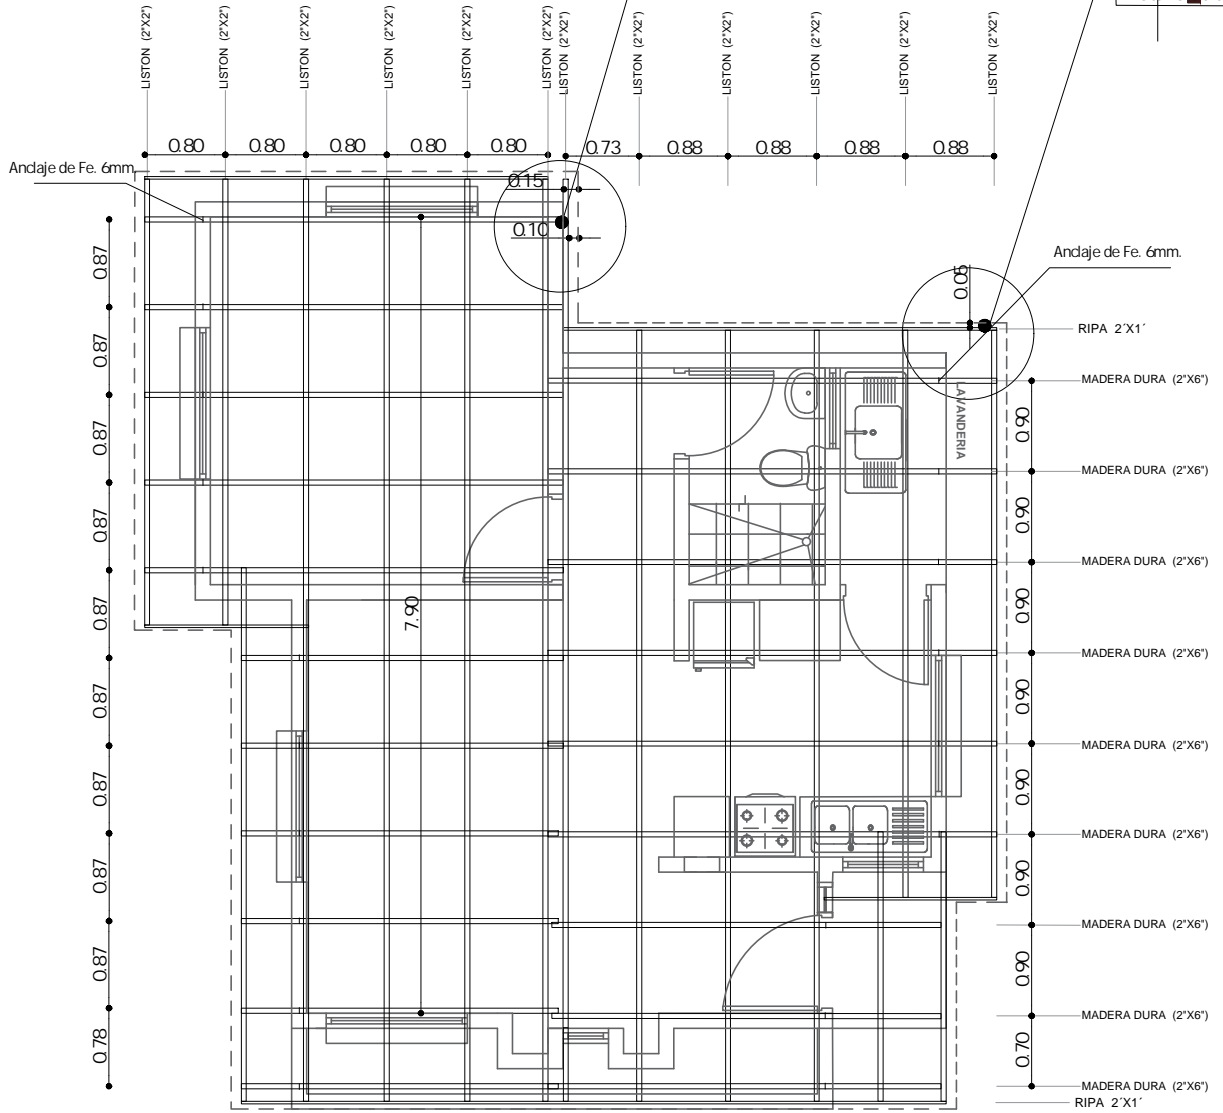 LISTON (2"X2")
LISTON (2"X2")
LISTON (2"X2")
LISTON (2"X2")
LISTON (2"X2")
LISTON (2"X2")
LISTON (2"X2")
LISTON (2"X2")
LISTON (2"X2")
LISTON (2"X2")
LISTON (2"X2")
LISTON (2"X2")
0.80
0.80
0.80
0.80
0.80
0.73
0.88
0.88
0.88
0.88
Anclaje de Fe. 6mm.
0.15
0.10
0.05
Anclaje de Fe. 6mm.
RIPA 2´X1´
MADERA DURA (2"X6")
MADERA DURA (2"X6")
MADERA DURA (2"X6")
MADERA DURA (2"X6")
MADERA DURA (2"X6")
MADERA DURA (2"X6")
MADERA DURA (2"X6")
MADERA DURA (2"X6")
MADERA DURA (2"X6")
RIPA 2´X1´
LAVANDERIA
0.87
0.87
0.87
0.87
0.87
0.87
0.87
0.87
0.87
0.78
7.90
0.90
0.90
0.90
0.90
0.90
0.90
0.90
0.70